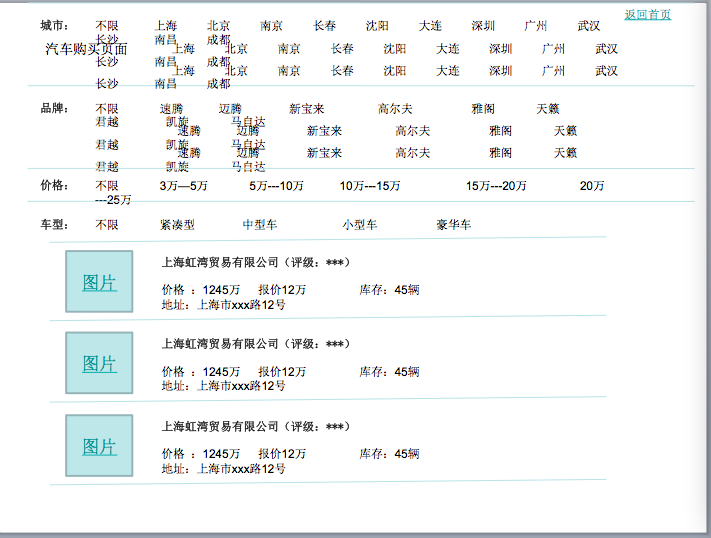 返回首页
城市： 不限 上海 北京 南京 长春 沈阳 大连 深圳 广州 武汉
长沙 南昌 成都
汽车购买页面 上海 北京 南京 长春 沈阳 大连 深圳 广州 武汉
长沙 南昌 成都
上海 北京 南京 长春 沈阳 大连 深圳 广州 武汉
长沙 南昌 成都
品牌： 不限 速腾 迈腾 新宝来 高尔夫 雅阁 天籁
君越 凯旋 马自达
速腾 迈腾 新宝来 高尔夫 雅阁 天籁
君越 凯旋 马自达
速腾 迈腾 新宝来 高尔夫 雅阁 天籁
君越 凯旋 马自达
价格： 不限 3万—5万 5万---10万 10万---15万 15万---20万 20万
---25万
车型： 不限 紧凑型 中型车 小型车 豪华车
图片
上海虹湾贸易有限公司（评级：***）
价格 ：1245万 报价12万 库存：45辆
地址：上海市xxx路12号
图片
上海虹湾贸易有限公司（评级：***）
价格 ：1245万 报价12万 库存：45辆
地址：上海市xxx路12号
图片
上海虹湾贸易有限公司（评级：***）
价格 ：1245万 报价12万 库存：45辆
地址：上海市xxx路12号